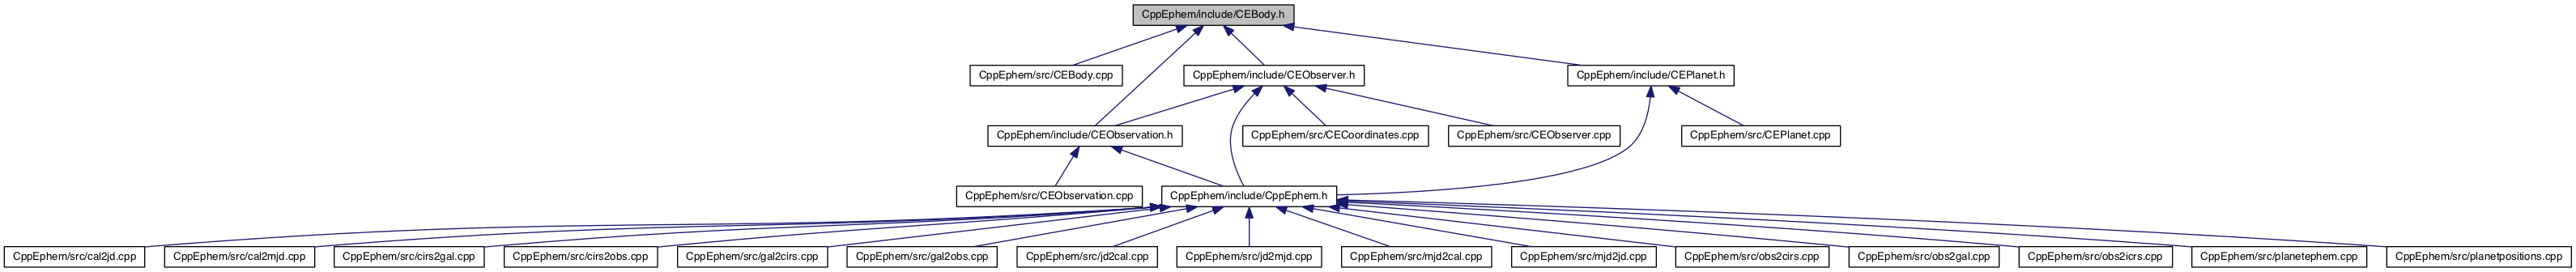 CppEphem/include/CEBody.h
CppEphem/src/CEBody.cpp
CppEphem/include/CEObserver.h
CppEphem/include/CEPlanet.h
CppEphem/include/CEObservation.h
CppEphem/src/CECoordinates.cpp
CppEphem/src/CEObserver.cpp
CppEphem/src/CEPlanet.cpp
CppEphem/src/CEObservation.cpp
CppEphem/include/CppEphem.h
CppEphem/src/cal2jd.cpp
CppEphem/src/cal2mjd.cpp
CppEphem/src/cirs2gal.cpp
CppEphem/src/cirs2obs.cpp
CppEphem/src/gal2cirs.cpp
CppEphem/src/gal2obs.cpp
CppEphem/src/jd2cal.cpp
CppEphem/src/jd2mjd.cpp
CppEphem/src/mjd2cal.cpp
CppEphem/src/mjd2jd.cpp
CppEphem/src/obs2cirs.cpp
CppEphem/src/obs2gal.cpp
CppEphem/src/obs2icrs.cpp
CppEphem/src/planetephem.cpp
CppEphem/src/planetpositions.cpp